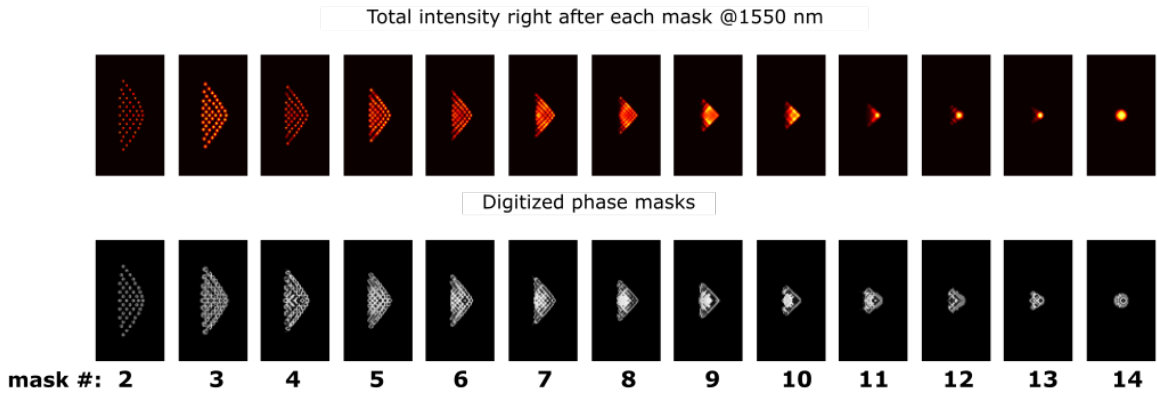 Total intensity right after each mask @1550 nm
Digitized phase masks
mask #: 2 3 4 5 6 7 8 9 10 11 12 13 14